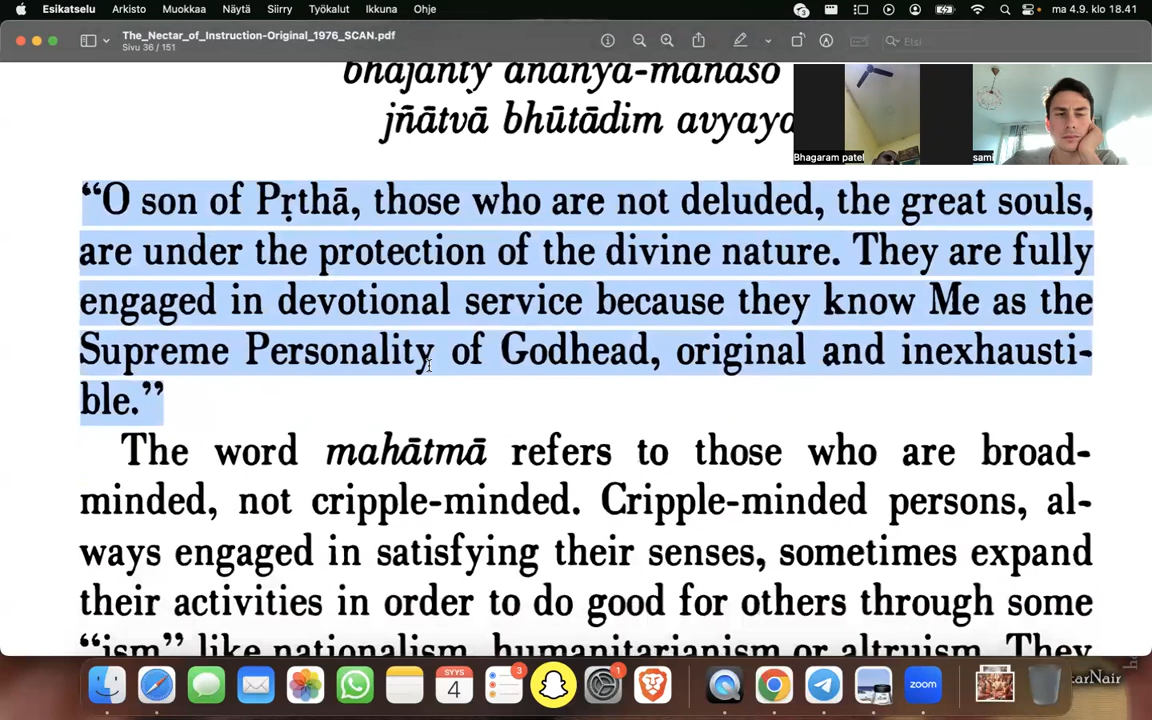 Esikatselu Arkisto Muokkaa Näytä Siirry Työkalut Ikkuna Ohje ma 4.9. klo 18.41
The_Nectar_of_Instruction-Original_1976_SCAN.pdf
Sivu 36 / 151
Etsi
bhajanty ananya-manaso
jñātvā bhūtādim avyaya
Bhagaram patel
sami
“O son of Pṛthā, those who are not deluded, the great souls,
are under the protection of the divine nature. They are fully
engaged in devotional service because they know Me as the
Supreme Personality of Godhead, original and inexhausti-
ble.”
The word mahātmā refers to those who are broad-
minded, not cripple-minded. Cripple-minded persons, al-
ways engaged in satisfying their senses, sometimes expand
their activities in order to do good for others through some
“ism” like nationalism, humanitarianism or altruism. They
SYYS
4
3
1
zoom
tarNair